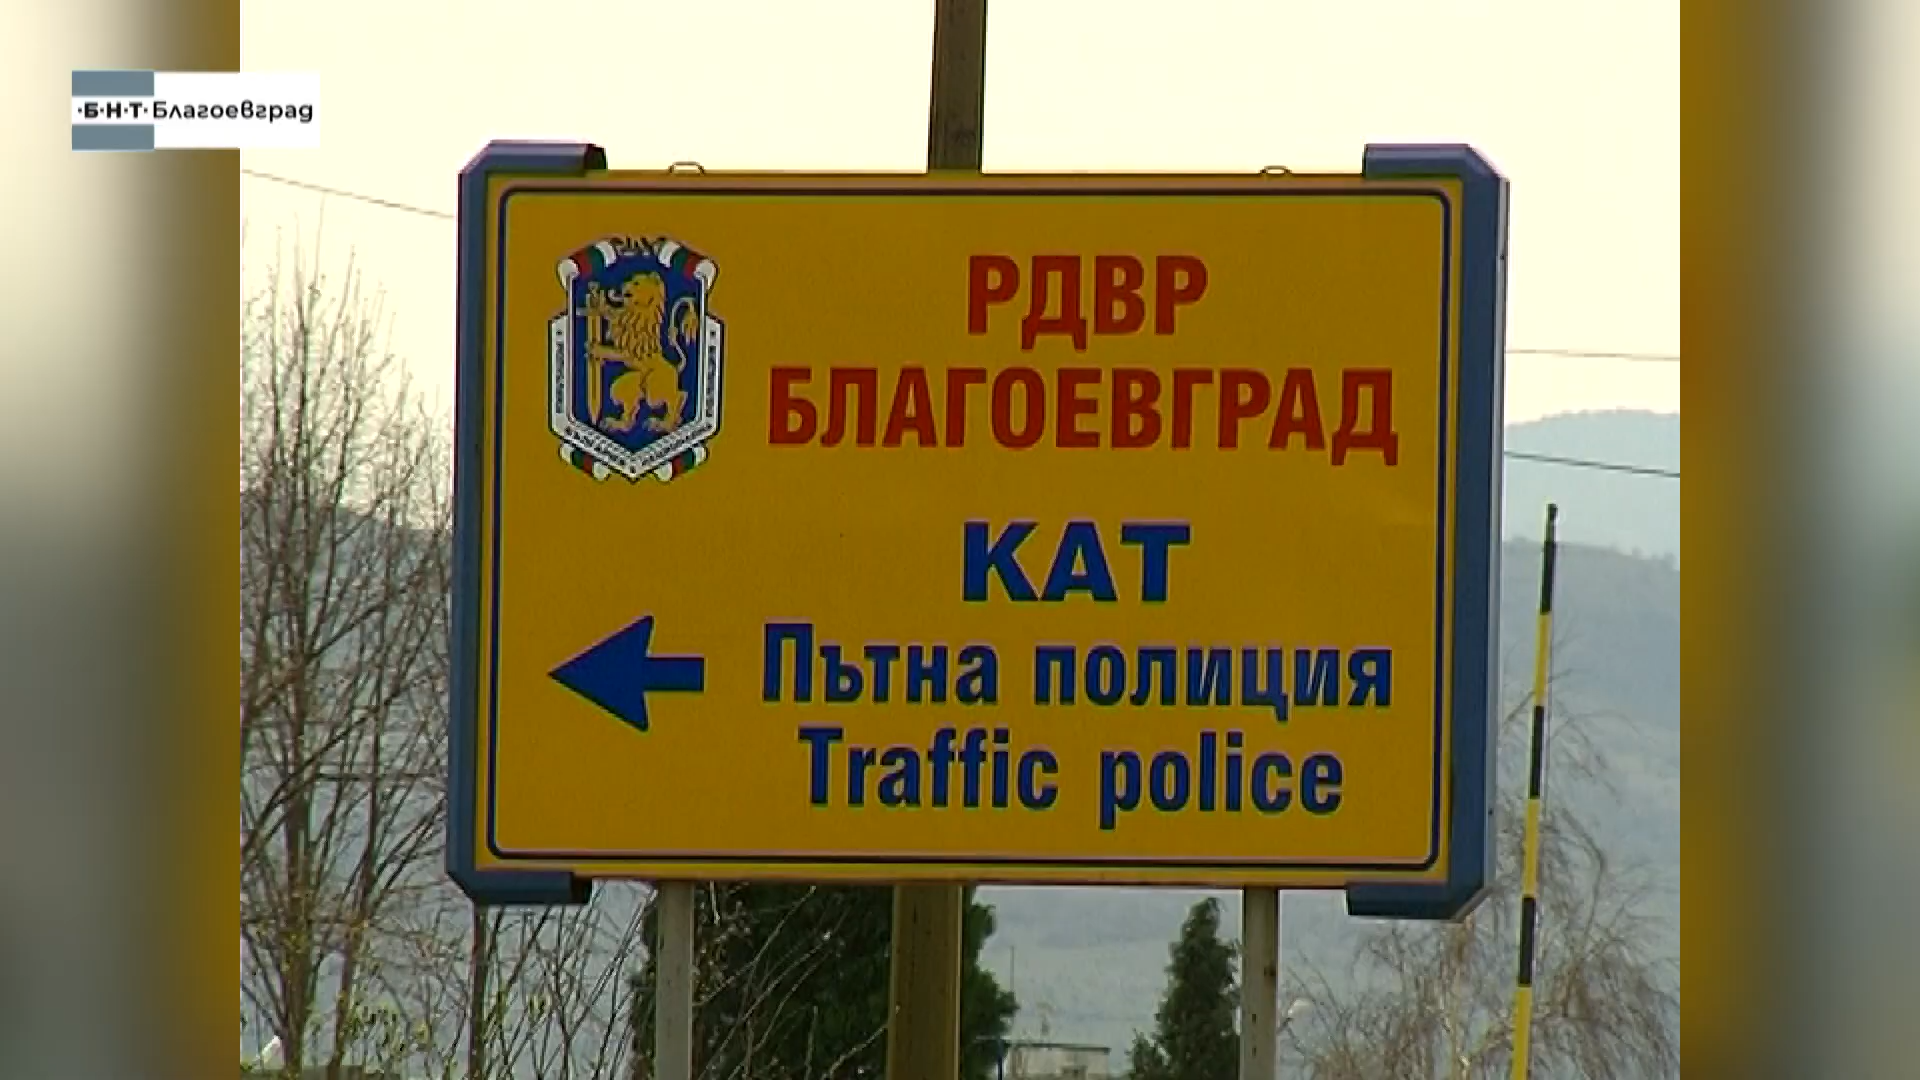 ·Б·Н·Т· Благоевград
РДВР
БЛАГОЕВГРАД
КАТ
Пътна полиция
Traffic police